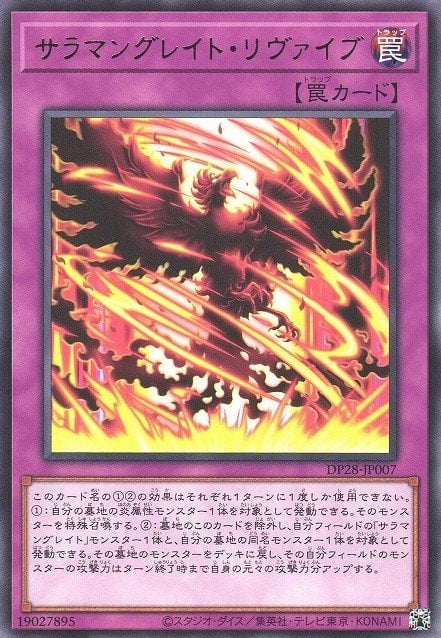 サラマングレイト・リヴァイブ
トラップ
罠
トラップ
【罠カード】
DP28-JP007
このカード名の①②の効果はそれぞれ1ターンに1度しか使用できない。
①：自分の墓地の炎属性モンスター1体を対象として発動できる。そのモン
スターを特殊召喚する。②：墓地のこのカードを除外し、自分フィールドの「サラマ
ングレイト」モンスター1体と、自分の墓地の同名モンスター1体を対象として
発動できる。その墓地のモンスターをデッキに戻し、その自分フィールドのモン
スターの攻撃力はターン終了時まで自身の元々の攻撃力分アップする。
19027895
©スタジオ・ダイス／集英社・テレビ東京・KONAMI